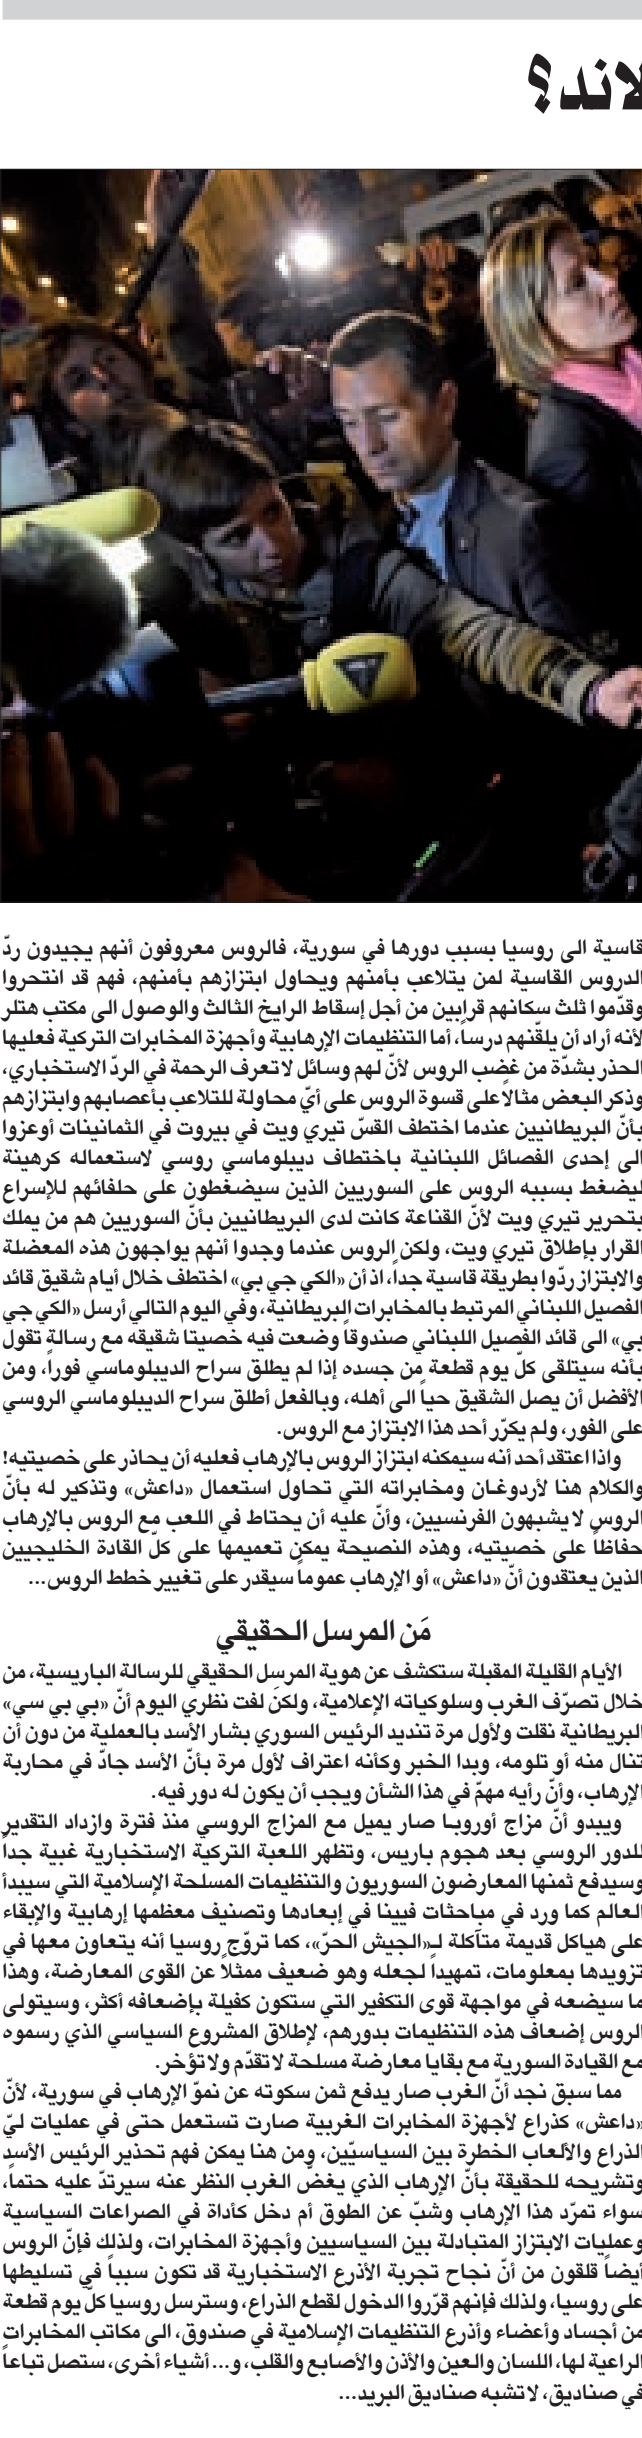 لاند؟
قاسية الى روسيا بسبب دورها في سورية، فالروس معروفون أنهم يجيدون ردّ
الدروس القاسية لمن يتلاعب بأمنهم ويحاول ابتزازهم بأمنهم، فهم قد انتحروا
وقدّموا ثلث سكانهم قرابين من أجل إسقاط الرايخ الثالث والوصول الى مكتب هتلر
لأنه أراد أن يلقّنهم درساً، أما التنظيمات الإرهابية وأجهزة المخابرات التركية فعليها
الحذر بشدّة من غضب الروس لأنّ لهم وسائل لا تعرف الرحمة في الردّ الاستخباري،
وذكر البعض مثالاً على قسوة الروس على أيّ محاولة للتلاعب بأعصابهم وابتزازهم
بأنّ البريطانيين عندما اختطف القسّ تيري ويت في بيروت في الثمانينات أوعزوا
الى إحدى الفصائل اللبنانية باختطاف ديبلوماسي روسي لاستعماله كرهينة
ليضغط بسببه الروس على السوريين الذين سيضغطون على حلفائهم للإسراع
بتحرير تيري ويت لأنّ القناعة كانت لدى البريطانيين بأنّ السوريين هم من يملك
القرار بإطلاق تيري ويت، ولكن الروس عندما وجدوا أنهم يواجهون هذه المعضلة
والابتزاز ردّوا بطريقة قاسية جداً، اذ أن «الكي جي بي» اختطف خلال أيام شقيق قائد
الفصيل اللبناني المرتبط بالمخابرات البريطانية، وفي اليوم التالي أرسل «الكي جي
بي» الى قائد الفصيل اللبناني صندوقاً وضعت فيه خصيتا شقيقه مع رسالة تقول
بأنه سيتلقى كلّ يوم قطعة من جسده إذا لم يطلق سراح الديبلوماسي فوراً، ومن
الأفضل أن يصل الشقيق حياً الى أهله، وبالفعل أطلق سراح الديبلوماسي الروسي
على الفور، ولم يكرّر أحد هذا الابتزاز مع الروس.
واذا اعتقد أحد أنه سيمكنه ابتزاز الروس بالإرهاب فعليه أن يحاذر على خصيتيه!
والكلام هنا لأردوغان ومخابراته التي تحاول استعمال «داعش» وتذكير له بأنّ
الروس لا يشبهون الفرنسيين، وأنّ عليه أن يحتاط في اللعب مع الروس بالإرهاب
حفاظاً على خصيتيه، وهذه النصيحة يمكن تعميمها على كلّ القادة الخليجيين
الذين يعتقدون أنّ «داعش» أو الإرهاب عموماً سيقدر على تغيير خطط الروس...
مَن المرسل الحقيقي
الأيام القليلة المقبلة ستكشف عن هوية المرسِل الحقيقي للرسالة الباريسية، من
خلال تصرّف الغرب وسلوكياته الإعلامية، ولكن لفت نظري اليوم أنّ «بي بي سي»
البريطانية نقلت ولأول مرة تنديد الرئيس السوري بشار الأسد بالعملية من دون أن
تنال منه أو تلومه، وبدا الخبر وكأنه اعتراف لأول مرة بأنّ الأسد جادّ في محاربة
الإرهاب، وأنّ رأيه مهمّ في هذا الشأن ويجب أن يكون له دور فيه.
ويبدو أنّ مزاج أوروبا صار يميل مع المزاج الروسي منذ فترة وازداد التقدير
للدور الروسي بعد هجوم باريس، وتظهر اللعبة التركية الاستخبارية غبية جداً
وسيدفع ثمنها المعارضون السوريون والتنظيمات المسلحة الإسلامية التي سيبدأ
العالم كما ورد في مباحثات فيينا في إبعادها وتصنيف معظمها إرهابية والإبقاء
على هياكل قديمة متآكلة لـ«الجيش الحرّ»، كما تروّج روسيا أنه يتعاون معها في
تزويدها بمعلومات، تمهيداً لجعله وهو ضعيف ممثلاً عن القوى المعارضة، وهذا
ما سيضعه في مواجهة قوى التكفير التي ستكون كفيلة بإضعافه أكثر، وسيتولى
الروس إضعاف هذه التنظيمات بدورهم، لإطلاق المشروع السياسي الذي رسموه
مع القيادة السورية مع بقايا معارضة مسلحة لا تقدّم ولا تؤخر.
مما سبق نجد أنّ الغرب صار يدفع ثمن سكوته عن نموّ الإرهاب في سورية، لأنّ
«داعش» كذراع لأجهزة المخابرات الغربية صارت تستعمل حتى في عمليات ليّ
الذراع والألعاب الخطرة بين السياسيّين، ومن هنا يمكن فهم تحذير الرئيس الأسد
وتشريحه للحقيقة بأنّ الإرهاب الذي يغضّ الغرب النظر عنه سيرتدّ عليه حتماً،
سواء تمرّد هذا الإرهاب وشبّ عن الطوق أم دخل كأداة في الصراعات السياسية
وعمليات الابتزاز المتبادلة بين السياسيين وأجهزة المخابرات، ولذلك فإنّ الروس
أيضاً قلقون من أنّ نجاح تجربة الأذرع الاستخبارية قد تكون سبباً في تسليطها
على روسيا، ولذلك فإنهم قرّروا الدخول لقطع الذراع، وسترسل روسيا كلّ يوم قطعة
من أجساد وأعضاء وأذرع التنظيمات الإسلامية في صندوق، الى مكاتب المخابرات
الراعية لها، اللسان والعين والأذن والأصابع والقلب، و... أشياء أخرى، ستصل تباعاً
في صناديق، لا تشبه صناديق البريد...